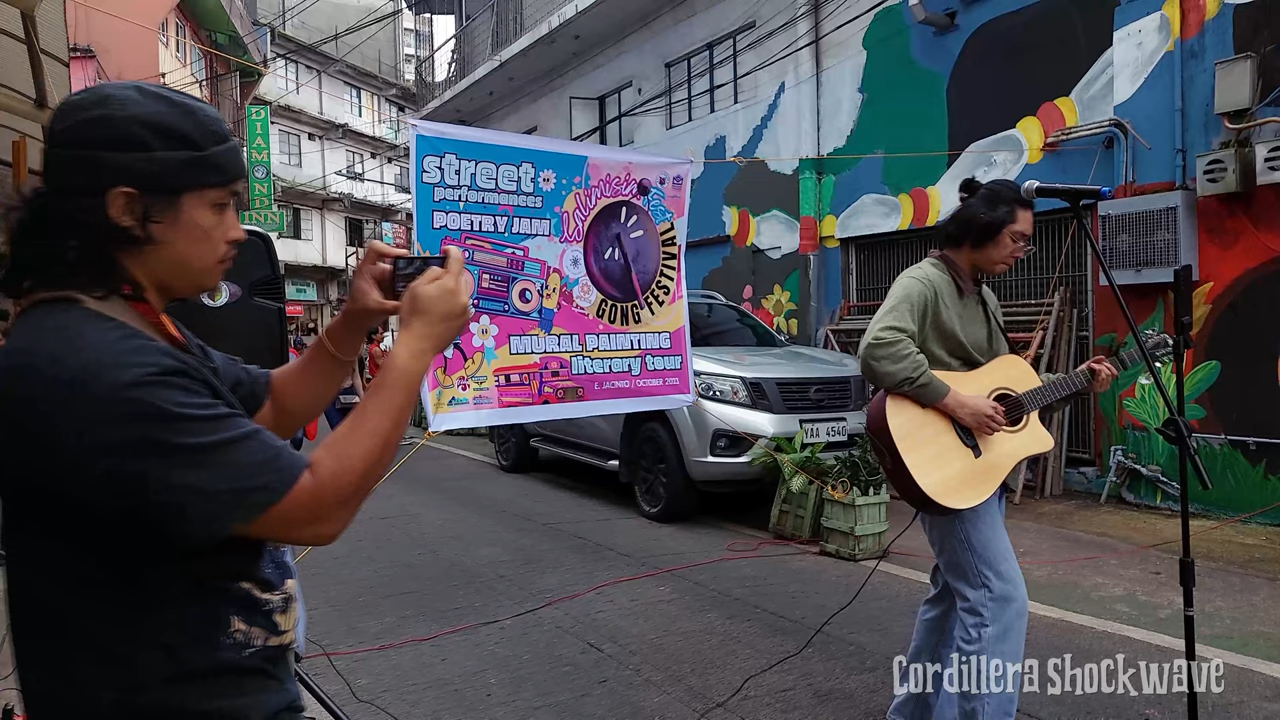 DIAMOND INN
street
performances
POETRY JAM
GONG FESTIVAL
MURAL PAINTING
literary tour
E. JACINTO / OCTOBER 2023
YAA 4540
Cordillera Shockwave